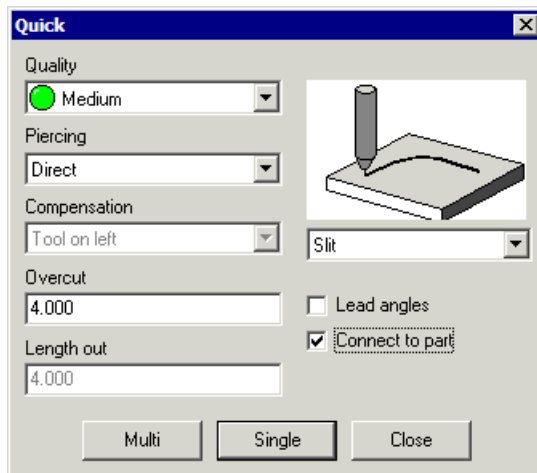 Quick
Quality
Medium
Piercing
Direct
Compensation
Tool on left
Slit
Overcut
4.000
Lead angles
Connect to part
Length out
4.000
Multi
Single
Close